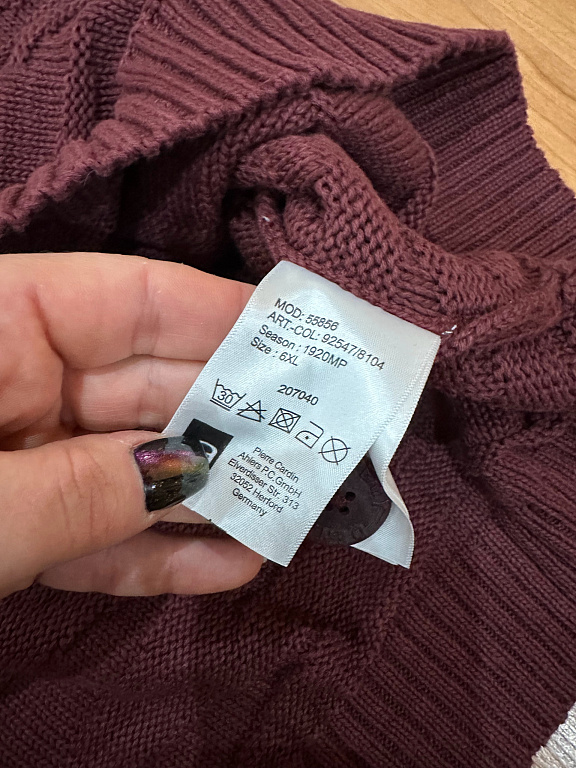 MOD: 55856
ART.-COL: 92547/8104
Season : 1920MP
Size : 6XL
207040
30
Pierre Cardin
Ahlers P.C.GmbH
Elverdisser Str. 313
32052 Herford
Germany